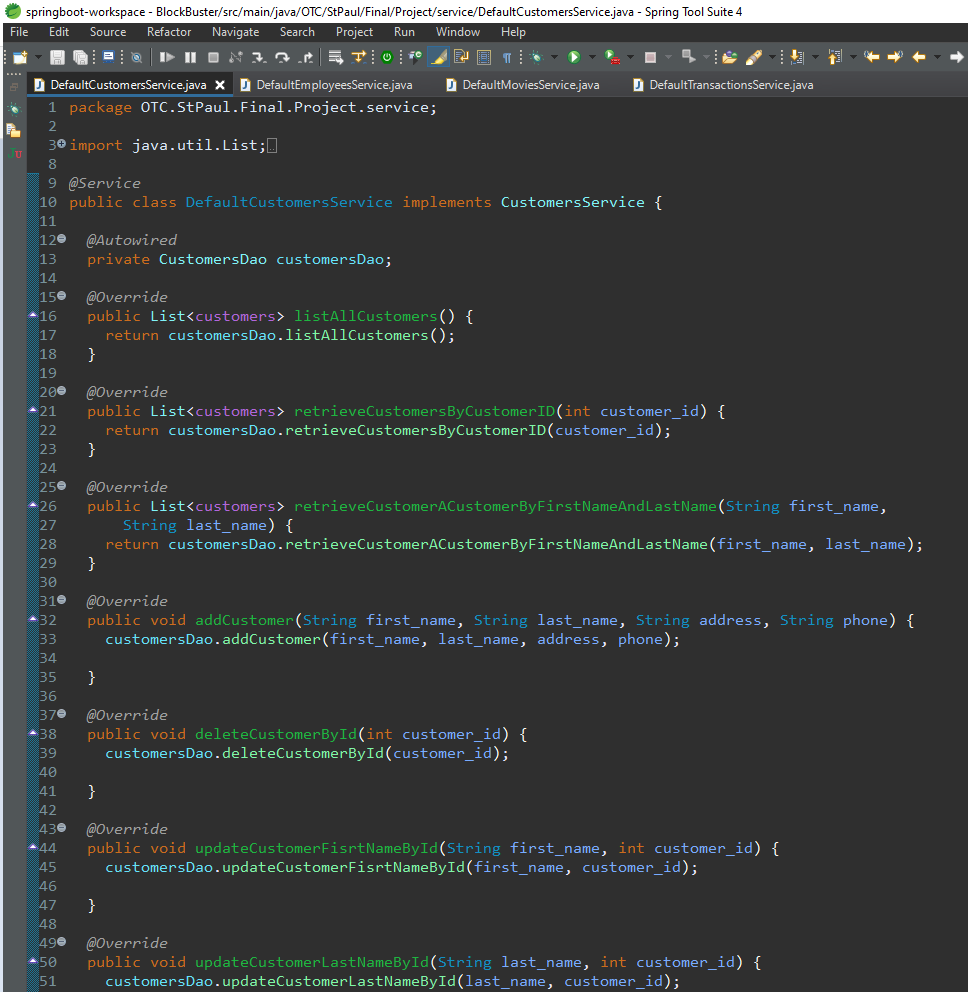 springboot-workspace - BlockBuster/src/main/java/OTC/StPaul/Final/Project/service/DefaultCustomersService.java - Spring Tool Suite 4
File Edit Source Refactor Navigate Search Project Run Window Help
DefaultCustomersService.java DefaultEmployeesService.java DefaultMoviesService.java DefaultTransactionsService.java
1 package OTC.StPaul.Final.Project.service;
2
3 import java.util.List;
8
9 @Service
10 public class DefaultCustomersService implements CustomersService {
11
12 @Autowired
13 private CustomersDao customersDao;
14
15 @Override
16 public List<customers> listAllCustomers() {
17 return customersDao.listAllCustomers();
18 }
19
20 @Override
21 public List<customers> retrieveCustomersByCustomerID(int customer_id) {
22 return customersDao.retrieveCustomersByCustomerID(customer_id);
23 }
24
25 @Override
26 public List<customers> retrieveCustomerACustomerByFirstNameAndLastName(String first_name,
27 String last_name) {
28 return customersDao.retrieveCustomerACustomerByFirstNameAndLastName(first_name, last_name);
29 }
30
31 @Override
32 public void addCustomer(String first_name, String last_name, String address, String phone) {
33 customersDao.addCustomer(first_name, last_name, address, phone);
34
35 }
36
37 @Override
38 public void deleteCustomerById(int customer_id) {
39 customersDao.deleteCustomerById(customer_id);
40
41 }
42
43 @Override
44 public void updateCustomerFisrtNameById(String first_name, int customer_id) {
45 customersDao.updateCustomerFisrtNameById(first_name, customer_id);
46
47 }
48
49 @Override
50 public void updateCustomerLastNameById(String last_name, int customer_id) {
51 customersDao.updateCustomerLastNameById(last_name, customer_id);